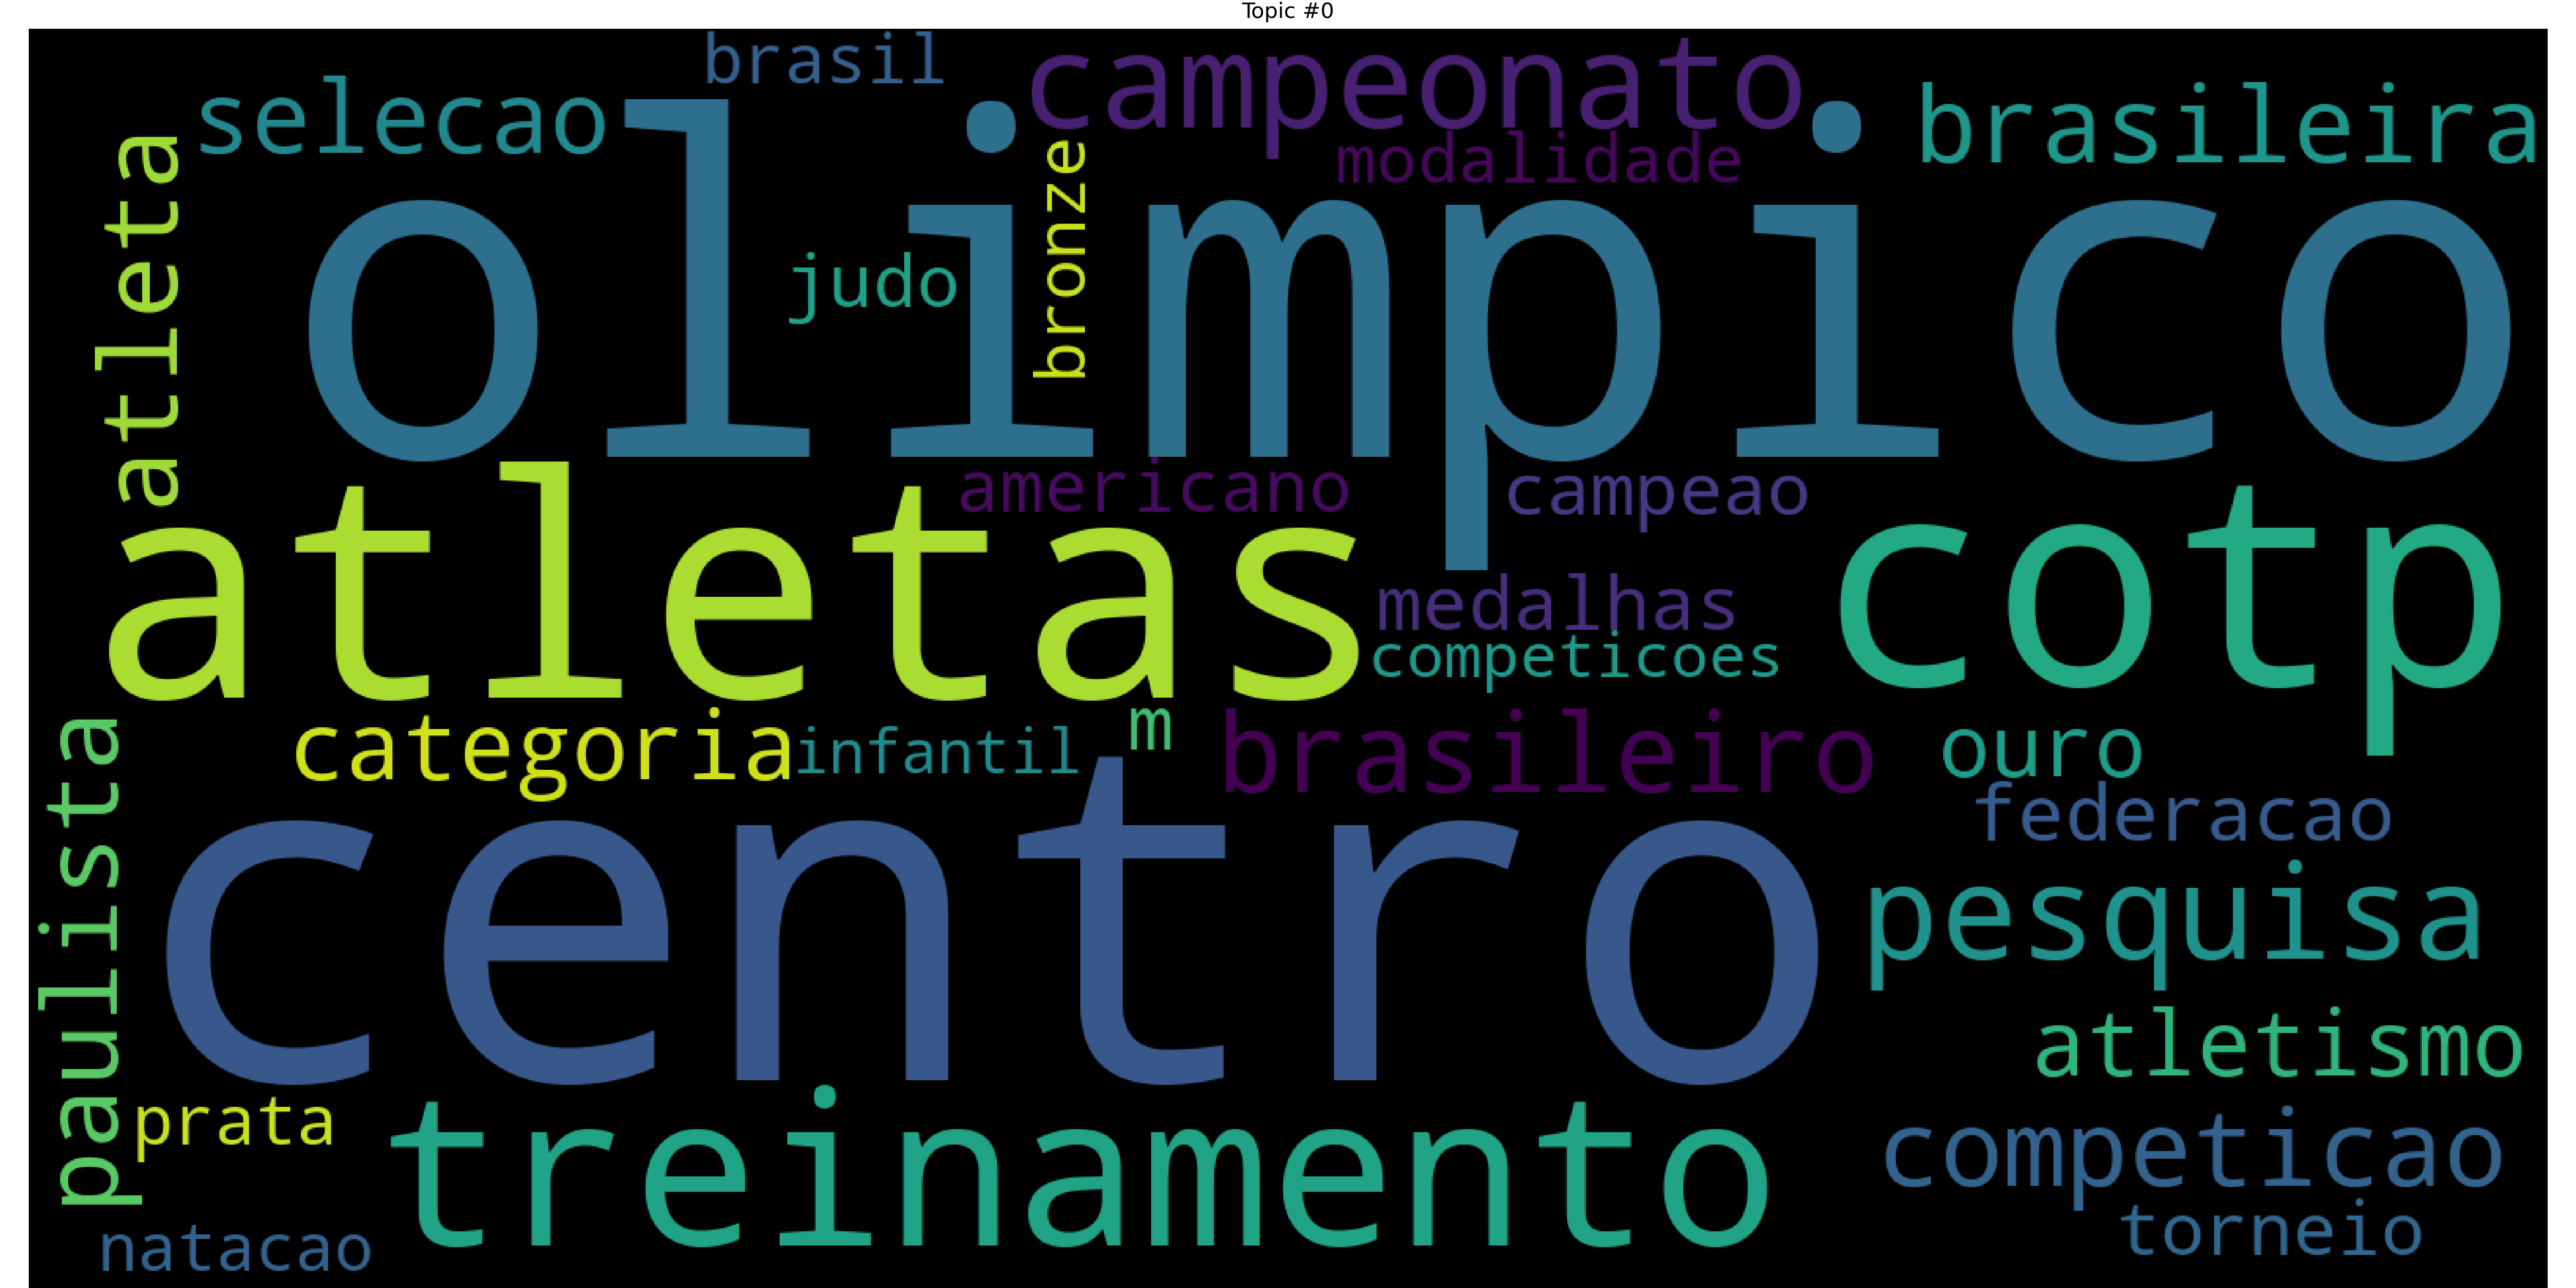 Topic #0
brasil
campeonato
selecao
brasileira
modalidade
atleta
olimpico
bronze
judo
americano
campeao
atletas
cotp
medalhas
competicoes
m
categoria
infantil
brasileiro
ouro
paulista
centro
federacao
pesquisa
atletismo
prata
treinamento
competicao
natacao
torneio